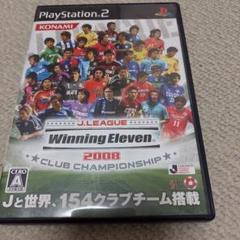 PlayStation 2
KONAMI
J.LEAGUE
Winning Eleven
2008
CLUB CHAMPIONSHIP
CERO
A
Jと世界、154クラブチーム搭載